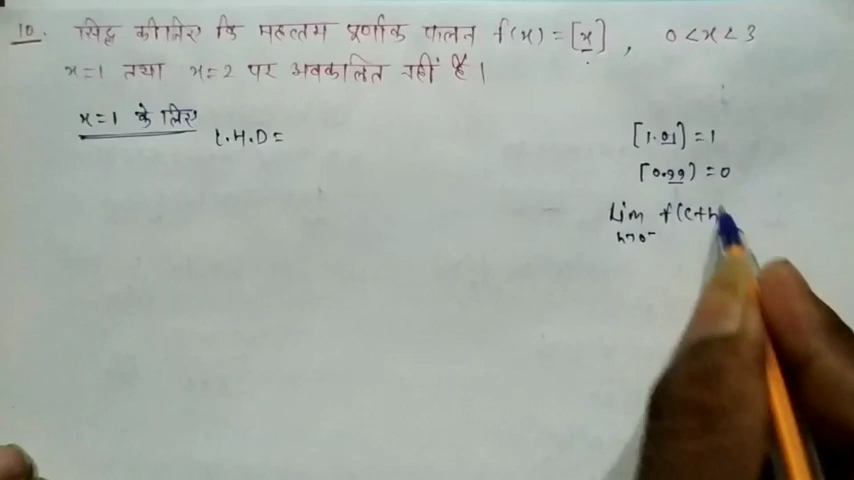 10. सिद्ध कीजिए कि महत्तम पूर्णांक फलन f(x) = [x] , 0 < x < 3
x=1 तथा x=2 पर अवकलित नहीं है ।
x=1 के लिए
L.H.D =
[1.01] = 1
[0.99] = 0
Lim f(c+h
h→0⁻